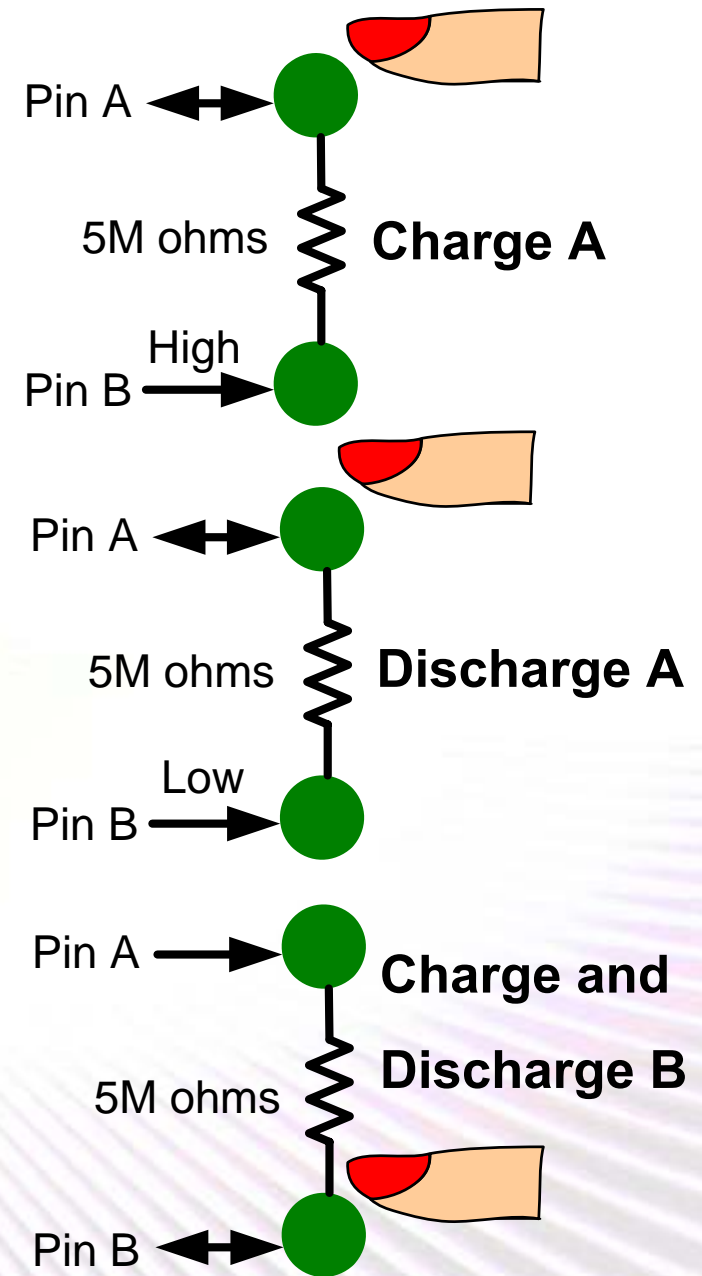 Pin A
5M ohms
Charge A
High
Pin B
Pin A
5M ohms
Discharge A
Low
Pin B
Pin A
Charge and
Discharge B
5M ohms
Pin B